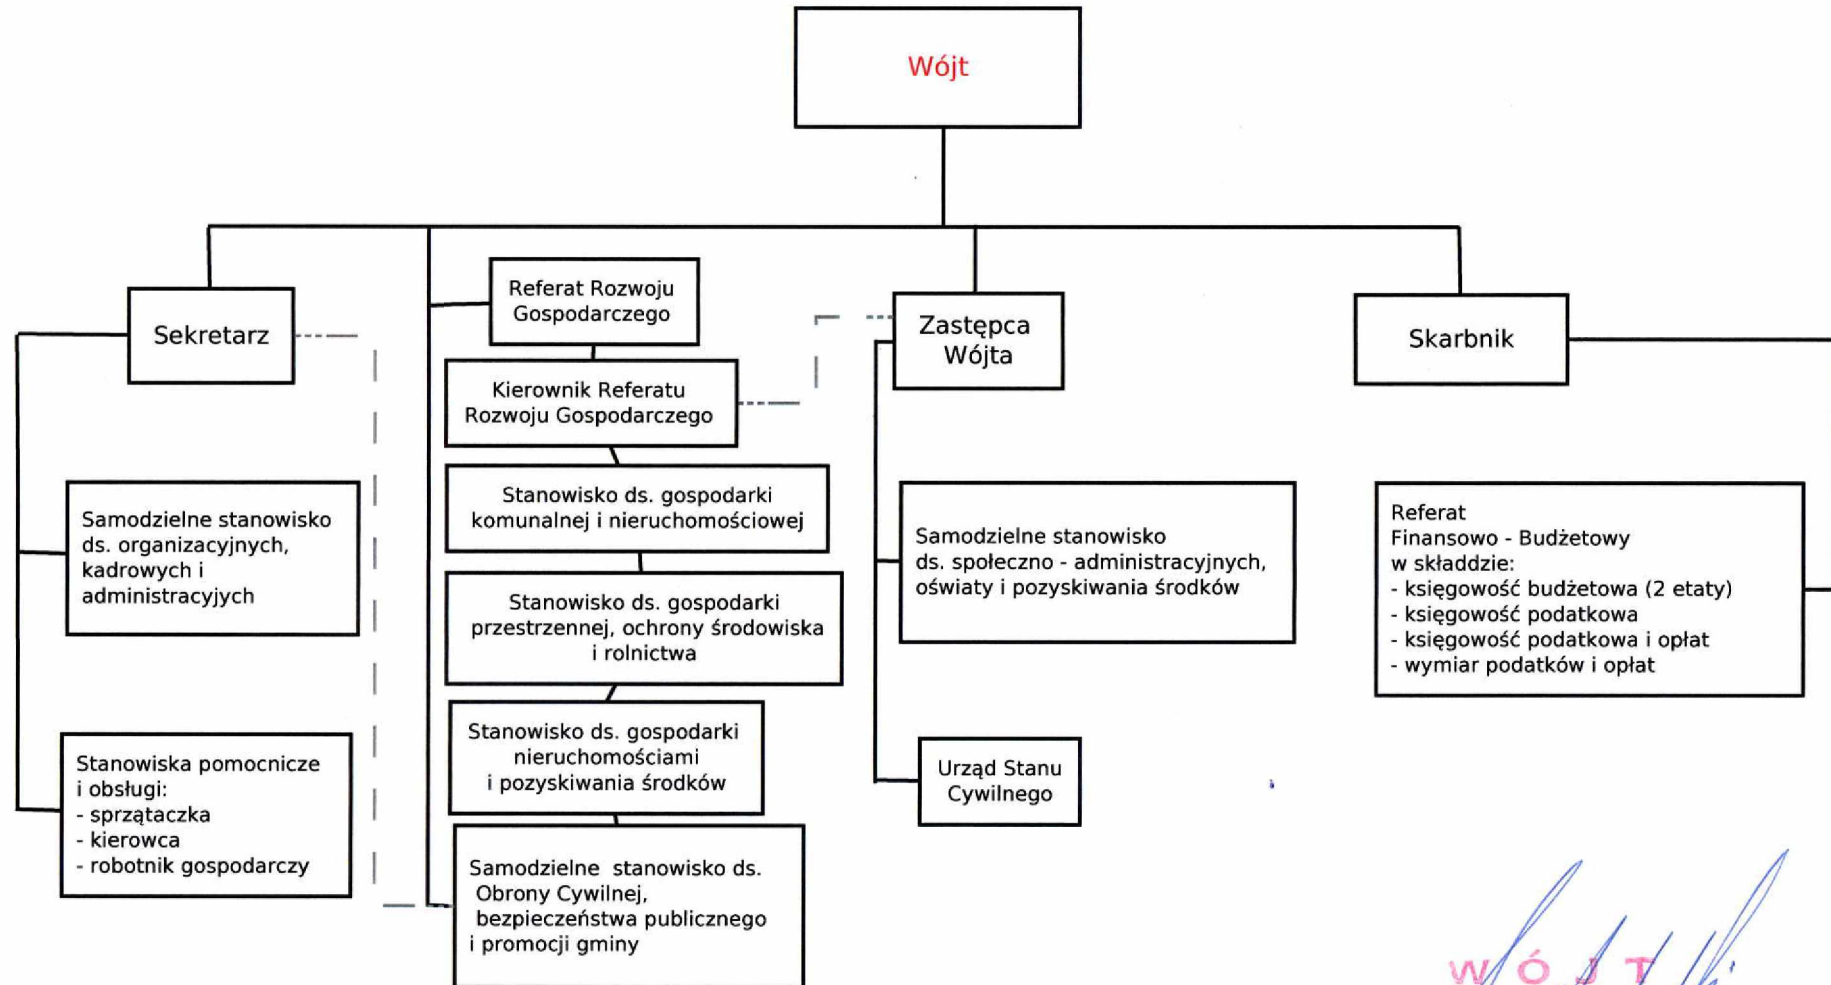 Wójt
Sekretarz
Referat Rozwoju
Gospodarczego
Zastępca
Wójta
Skarbnik
Kierownik Referatu
Rozwoju Gospodarczego
Stanowisko ds. gospodarki
komunalnej i nieruchomościowej
Stanowisko ds. gospodarki
przestrzennej, ochrony środowiska
i rolnictwa
Stanowisko ds. gospodarki
nieruchomościami
i pozyskiwania środków
Samodzielne stanowisko ds.
Obrony Cywilnej,
bezpieczeństwa publicznego
i promocji gminy
Samodzielne stanowisko
ds. organizacyjnych,
kadrowych i
administracyjych
Stanowiska pomocnicze
i obsługi:
- sprzątaczka
- kierowca
- robotnik gospodarczy
Samodzielne stanowisko
ds. społeczno - administracyjnych,
oświaty i pozyskiwania środków
Urząd Stanu
Cywilnego
Referat
Finansowo - Budżetowy
w składdzie:
- księgowość budżetowa (2 etaty)
- księgowość podatkowa
- księgowość podatkowa i opłat
- wymiar podatków i opłat
WÓJT